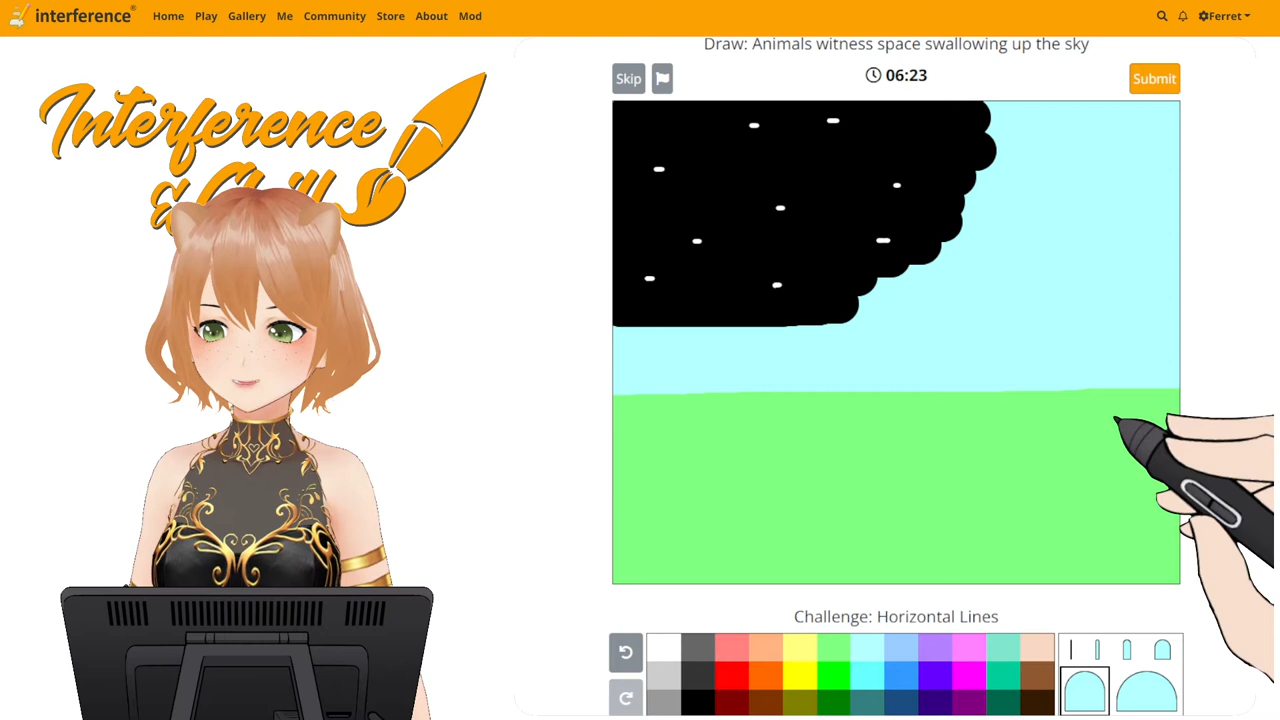 interference®
Home Play Gallery Me Community Store About Mod
Ferret
Draw: Animals witness space swallowing up the sky
Skip
06:23
Submit
Interference
& Chill
Challenge: Horizontal Lines